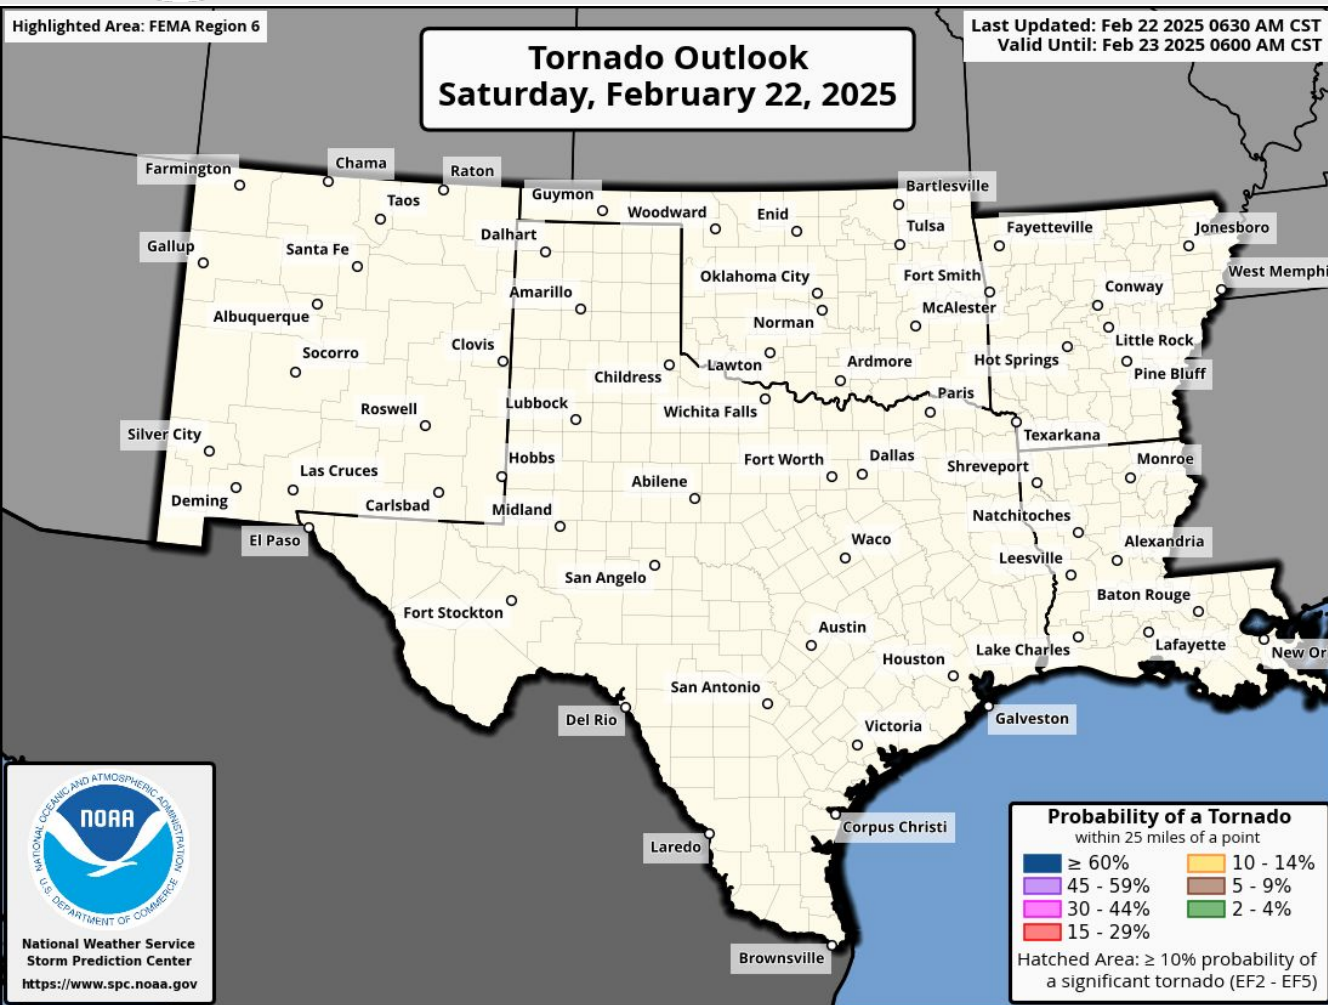 Highlighted Area: FEMA Region 6
Last Updated: Feb 22 2025 0630 AM CST
Valid Until: Feb 23 2025 0600 AM CST
Tornado Outlook
Saturday, February 22, 2025
Farmington
Chama
Raton
Taos
Guymon
Woodward
Enid
Bartlesville
Tulsa
Fayetteville
Jonesboro
Gallup
Santa Fe
Dalhart
Oklahoma City
Fort Smith
West Memphi
Albuquerque
Amarillo
Norman
McAlester
Conway
Socorro
Clovis
Childress
Lawton
Ardmore
Hot Springs
Little Rock
Pine Bluff
Roswell
Lubbock
Wichita Falls
Paris
Texarkana
Silver City
Las Cruces
Hobbs
Abilene
Fort Worth
Dallas
Shreveport
Monroe
Deming
Carlsbad
Midland
Natchitoches
El Paso
Waco
Alexandria
San Angelo
Leesville
Fort Stockton
Baton Rouge
Austin
Lake Charles
Lafayette
New Or
Houston
San Antonio
Del Rio
Victoria
Galveston
Laredo
Corpus Christi
Brownsville
NATIONAL OCEANIC AND ATMOSPHERIC ADMINISTRATION
NOAA
U.S. DEPARTMENT OF COMMERCE
National Weather Service
Storm Prediction Center
https://www.spc.noaa.gov
Probability of a Tornado
within 25 miles of a point
≥ 60%
45 - 59%
30 - 44%
15 - 29%
10 - 14%
5 - 9%
2 - 4%
Hatched Area: ≥ 10% probability of
a significant tornado (EF2 - EF5)